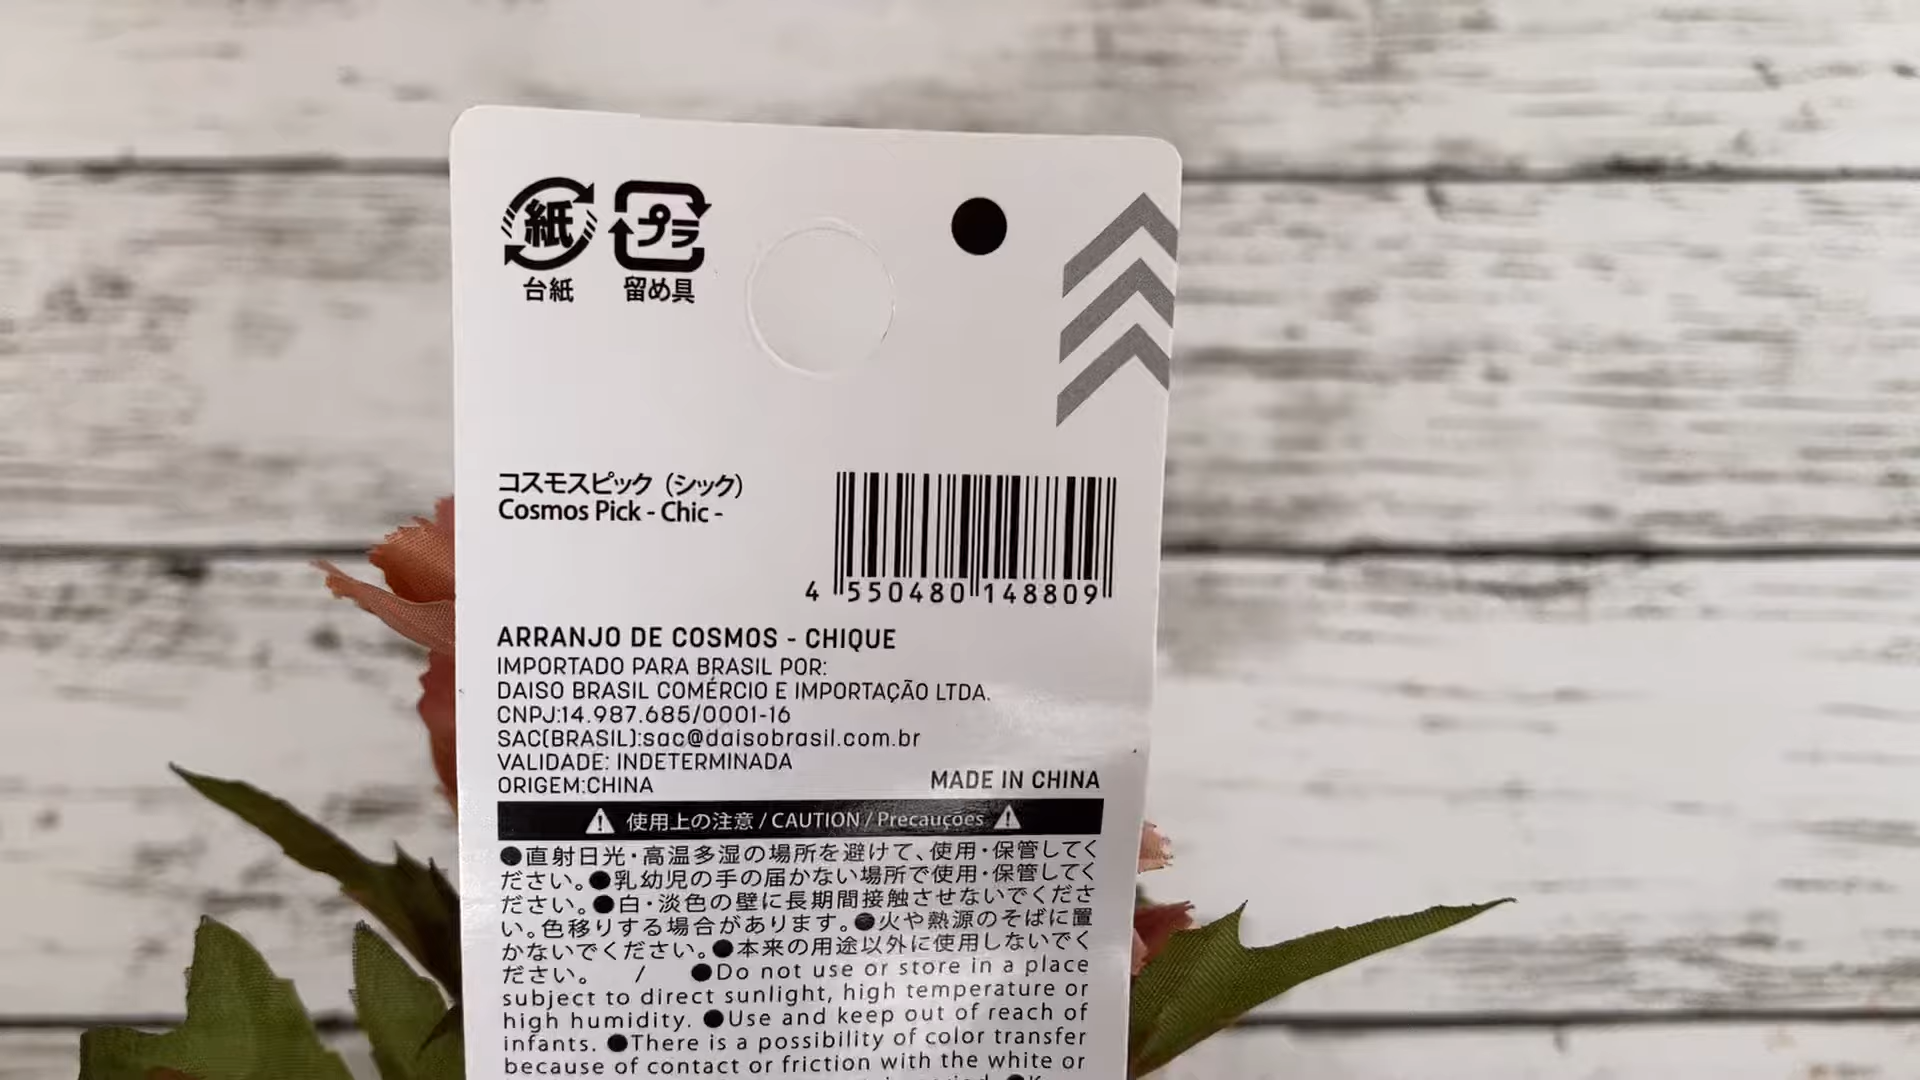 紙 プラ
台紙 留め具
コスモスピック（シック）
Cosmos Pick - Chic -
4 550480 148809
ARRANJO DE COSMOS - CHIQUE
IMPORTADO PARA BRASIL POR:
DAISO BRASIL COMÉRCIO E IMPORTAÇÃO LTDA.
CNPJ:14.987.685/0001-16
SAC(BRASIL):sac@daisobrasil.com.br
VALIDADE: INDETERMINADA
ORIGEM:CHINA
MADE IN CHINA
使用上の注意 / CAUTION / Precauções
●直射日光・高温多湿の場所を避けて、使用・保管してく
ださい。●乳幼児の手の届かない場所で使用・保管してく
ださい。●白・淡色の壁に長期間接触させないでくださ
い。色移りする場合があります。●火や熱源のそばに置
かないでください。●本来の用途以外に使用しないでく
ださい。 / ●Do not use or store in a place
subject to direct sunlight, high temperature or
high humidity. ●Use and keep out of reach of
infants. ●There is a possibility of color transfer
because of contact or friction with the white or